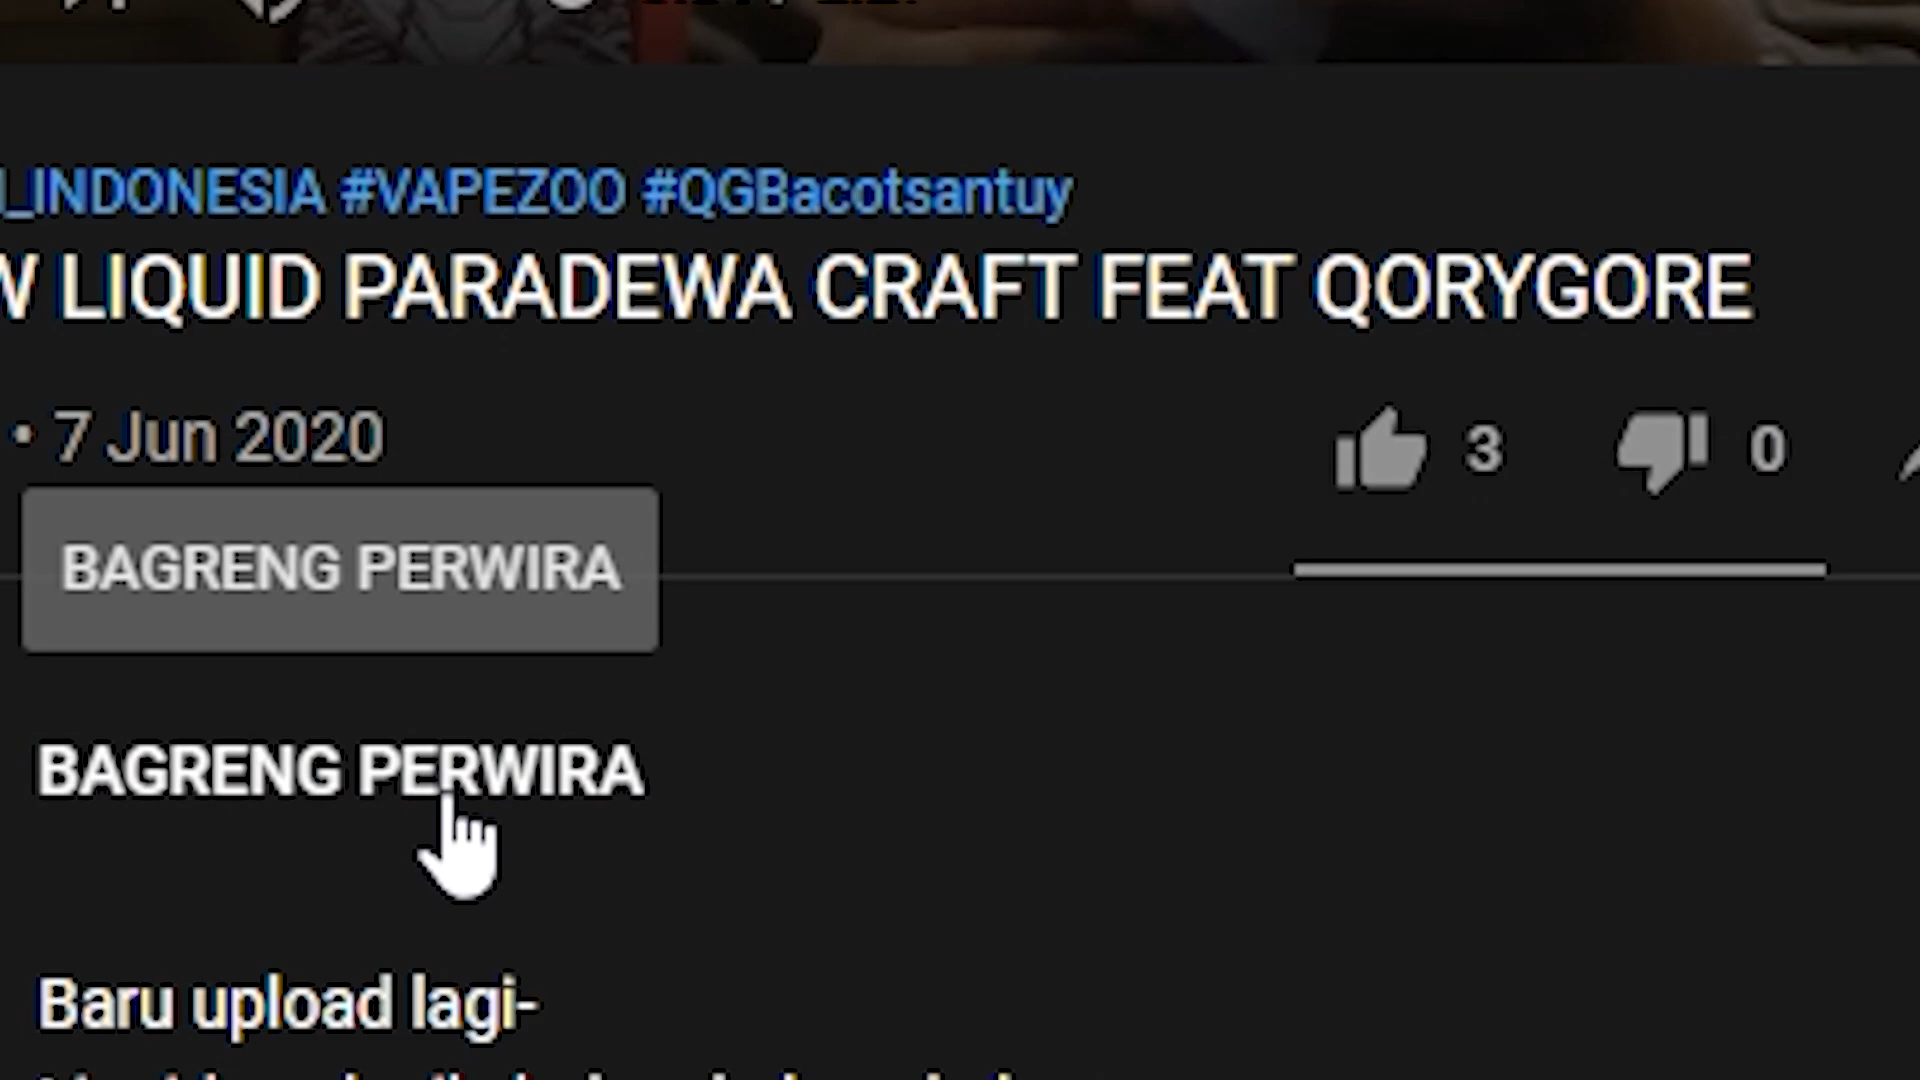 _INDONESIA #VAPEZOO #QGBacotsantuy
W LIQUID PARADEWA CRAFT FEAT QORYGORE
• 7 Jun 2020
3 0
BAGRENG PERWIRA
BAGRENG PERWIRA
Baru upload lagi-